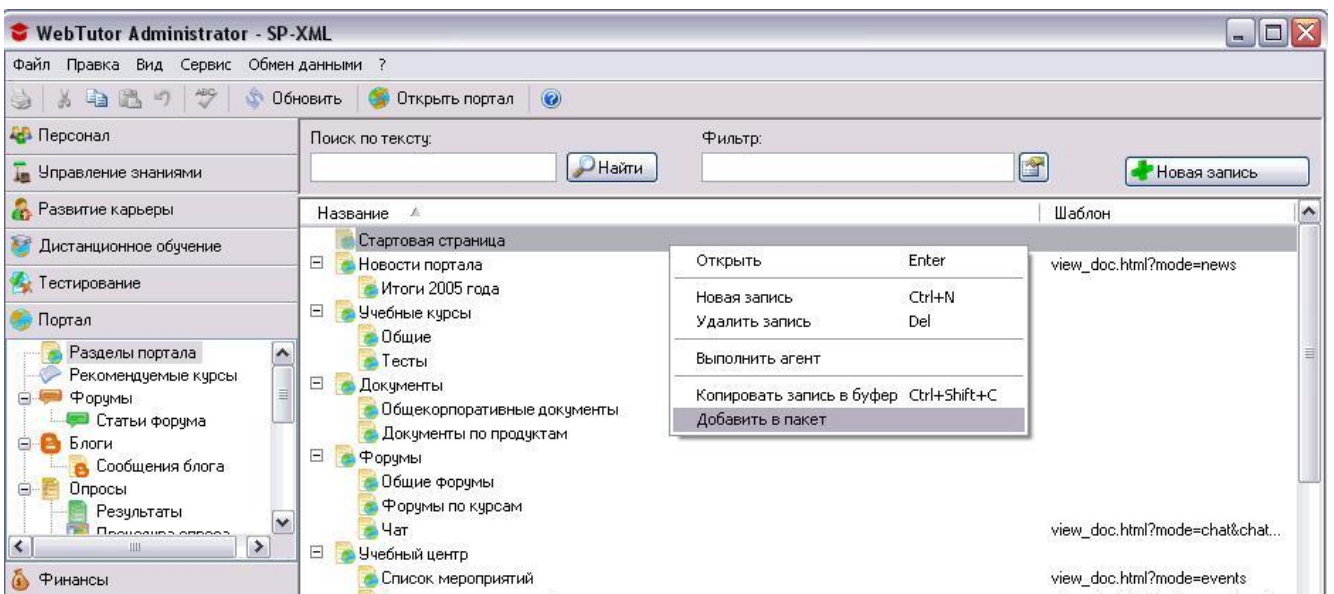 WebTutor Administrator - SP-XML
Файл Правка Вид Сервис Обмен данными ?
ABC Обновить Открыть портал
Персонал
Управление знаниями
Развитие карьеры
Дистанционное обучение
Тестирование
Портал
Разделы портала
Рекомендуемые курсы
Форумы
Статьи форума
Блоги
Сообщения блога
Опросы
Результаты
Финансы
Поиск по тексту: Фильтр:
Найти Новая запись
Название Шаблон
Стартовая страница
Новости портала view_doc.html?mode=news
Итоги 2005 года
Учебные курсы
Общие
Тесты
Документы
Общекорпоративные документы
Документы по продуктам
Форумы
Общие форумы
Форумы по курсам
Чат view_doc.html?mode=chat&chat...
Учебный центр
Список мероприятий view_doc.html?mode=events
Открыть Enter
Новая запись Ctrl+N
Удалить запись Del
Выполнить агент
Копировать запись в буфер Ctrl+Shift+C
Добавить в пакет